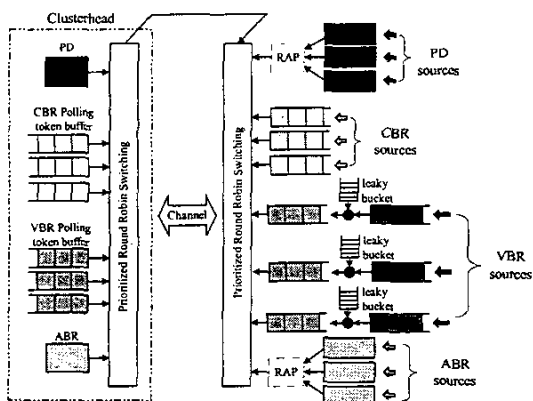 Clusterhead
PD
CBR Polling
token buffer
VBR Polling
token buffer
ABR
Prioritized Round Robin Switching
Channel
Prioritized Round Robin Switching
RAP
PD
sources
CBR
sources
leaky
bucket
leaky
bucket
leaky
bucket
VBR
sources
RAP
ABR
sources